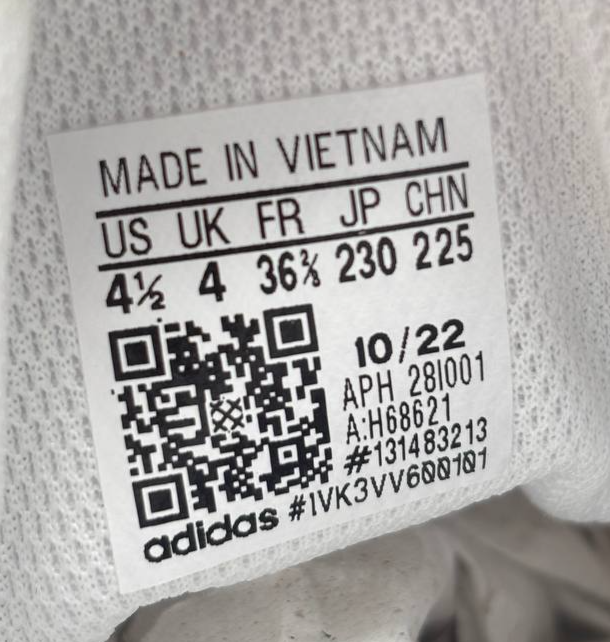 MADE IN VIETNAM
US UK FR JP CHN
4½ 4 36⅔ 230 225
10/22
APH 28I001
A:H68621
#131483213
#1VK3VV600101
adidas